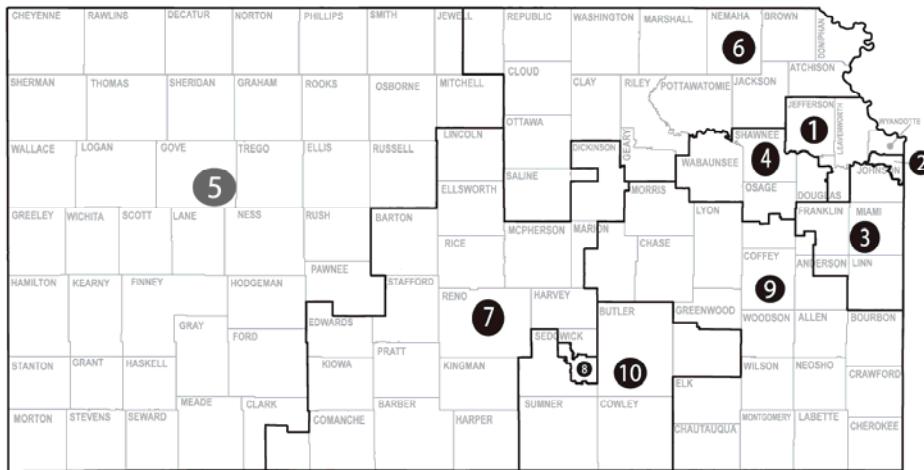 CHEYENNE RAWLINS DECATUR NORTON PHILLIPS SMITH JEWELL REPUBLIC WASHINGTON MARSHALL NEMAHA BROWN DONIPHAN
6
CLOUD ATCHISON
SHERMAN THOMAS SHERIDAN GRAHAM ROOKS OSBORNE MITCHELL CLAY RILEY POTTAWATOMIE JACKSON
JEFFERSON LEAVENWORTH WYANDOTTE
OTTAWA 1
LINCOLN DICKINSON GEARY SHAWNEE
WALLACE LOGAN GOVE TREGO ELLIS RUSSELL WABAUNSEE 4 2
SALINE JOHNSON
5 ELLSWORTH MORRIS OSAGE DOUGLAS
GREELEY WICHITA SCOTT LANE NESS RUSH BARTON LYON FRANKLIN MIAMI
MCPHERSON MARION 3
RICE CHASE COFFEY ANDERSON LINN
PAWNEE
HAMILTON KEARNY FINNEY HODGEMAN STAFFORD
RENO HARVEY 9
GRAY EDWARDS 7 BUTLER GREENWOOD WOODSON ALLEN BOURBON
FORD SEDGWICK
PRATT
STANTON GRANT HASKELL KIOWA KINGMAN 8 10 WILSON NEOSHO CRAWFORD
ELK
MEADE CLARK BARBER SUMNER COWLEY
MORTON STEVENS SEWARD COMANCHE HARPER CHAUTAUQUA MONTGOMERY LABETTE CHEROKEE